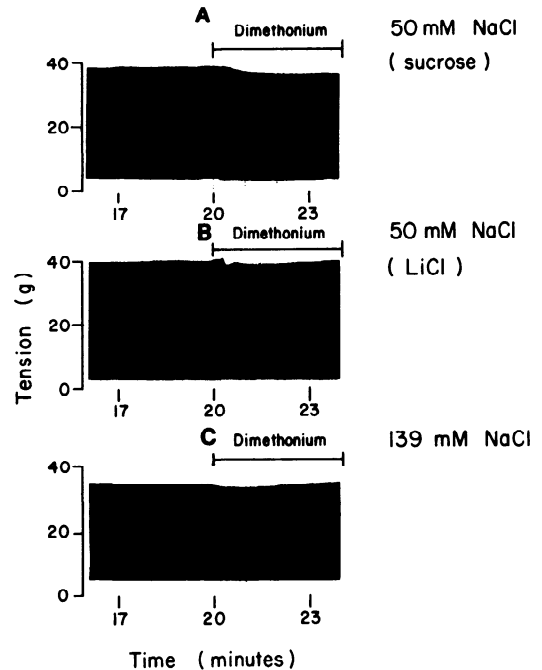 A
Dimethonium
50 mM NaCl
( sucrose )
40
20
0
17 20 23
B
Dimethonium
50 mM NaCl
( LiCl )
40
20
0
17 20 23
Tension (g)
C
Dimethonium
139 mM NaCl
40
20
0
17 20 23
Time (minutes)